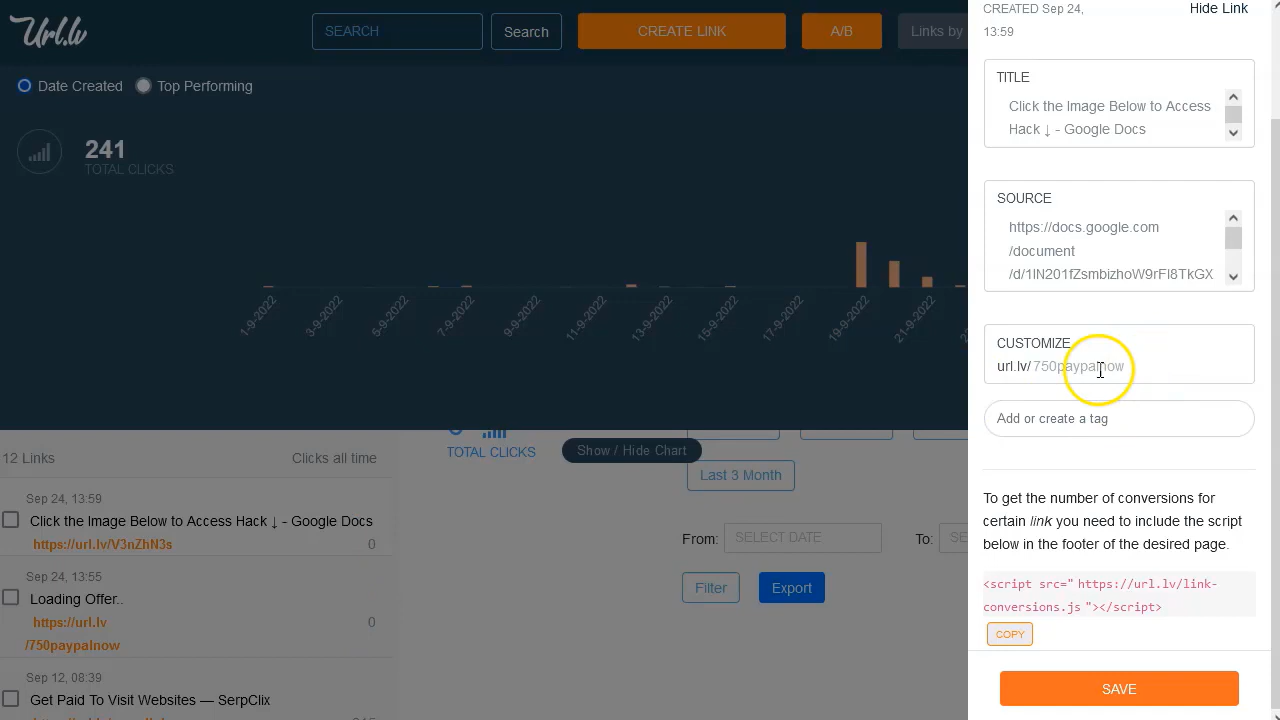 Url.lv
SEARCH
Search
CREATE LINK
A/B
Links by
Date Created
Top Performing
241
TOTAL CLICKS
1-9-2022
3-9-2022
5-9-2022
7-9-2022
9-9-2022
11-9-2022
13-9-2022
15-9-2022
17-9-2022
19-9-2022
21-9-2022
12 Links
Clicks all time
Sep 24, 13:59
Click the Image Below to Access Hack ↓ - Google Docs
https://url.lv/V3nZhN3s
0
Sep 24, 13:55
Loading Offer..
https://url.lv
/750paypalnow
0
Sep 12, 08:39
Get Paid To Visit Websites — SerpClix
TOTAL CLICKS
Show / Hide Chart
Last 3 Month
From:
SELECT DATE
To:
Filter
Export
CREATED Sep 24,
13:59
Hide Link
TITLE
Click the Image Below to Access
Hack ↓ - Google Docs
SOURCE
https://docs.google.com
/document
/d/1lN201fZsmbizhoW9rFl8TkGX
CUSTOMIZE
url.lv/ 750paypalnow
Add or create a tag
To get the number of conversions for
certain link you need to include the script
below in the footer of the desired page.
<script src=" https://url.lv/link-
conversions.js "></script>
COPY
SAVE